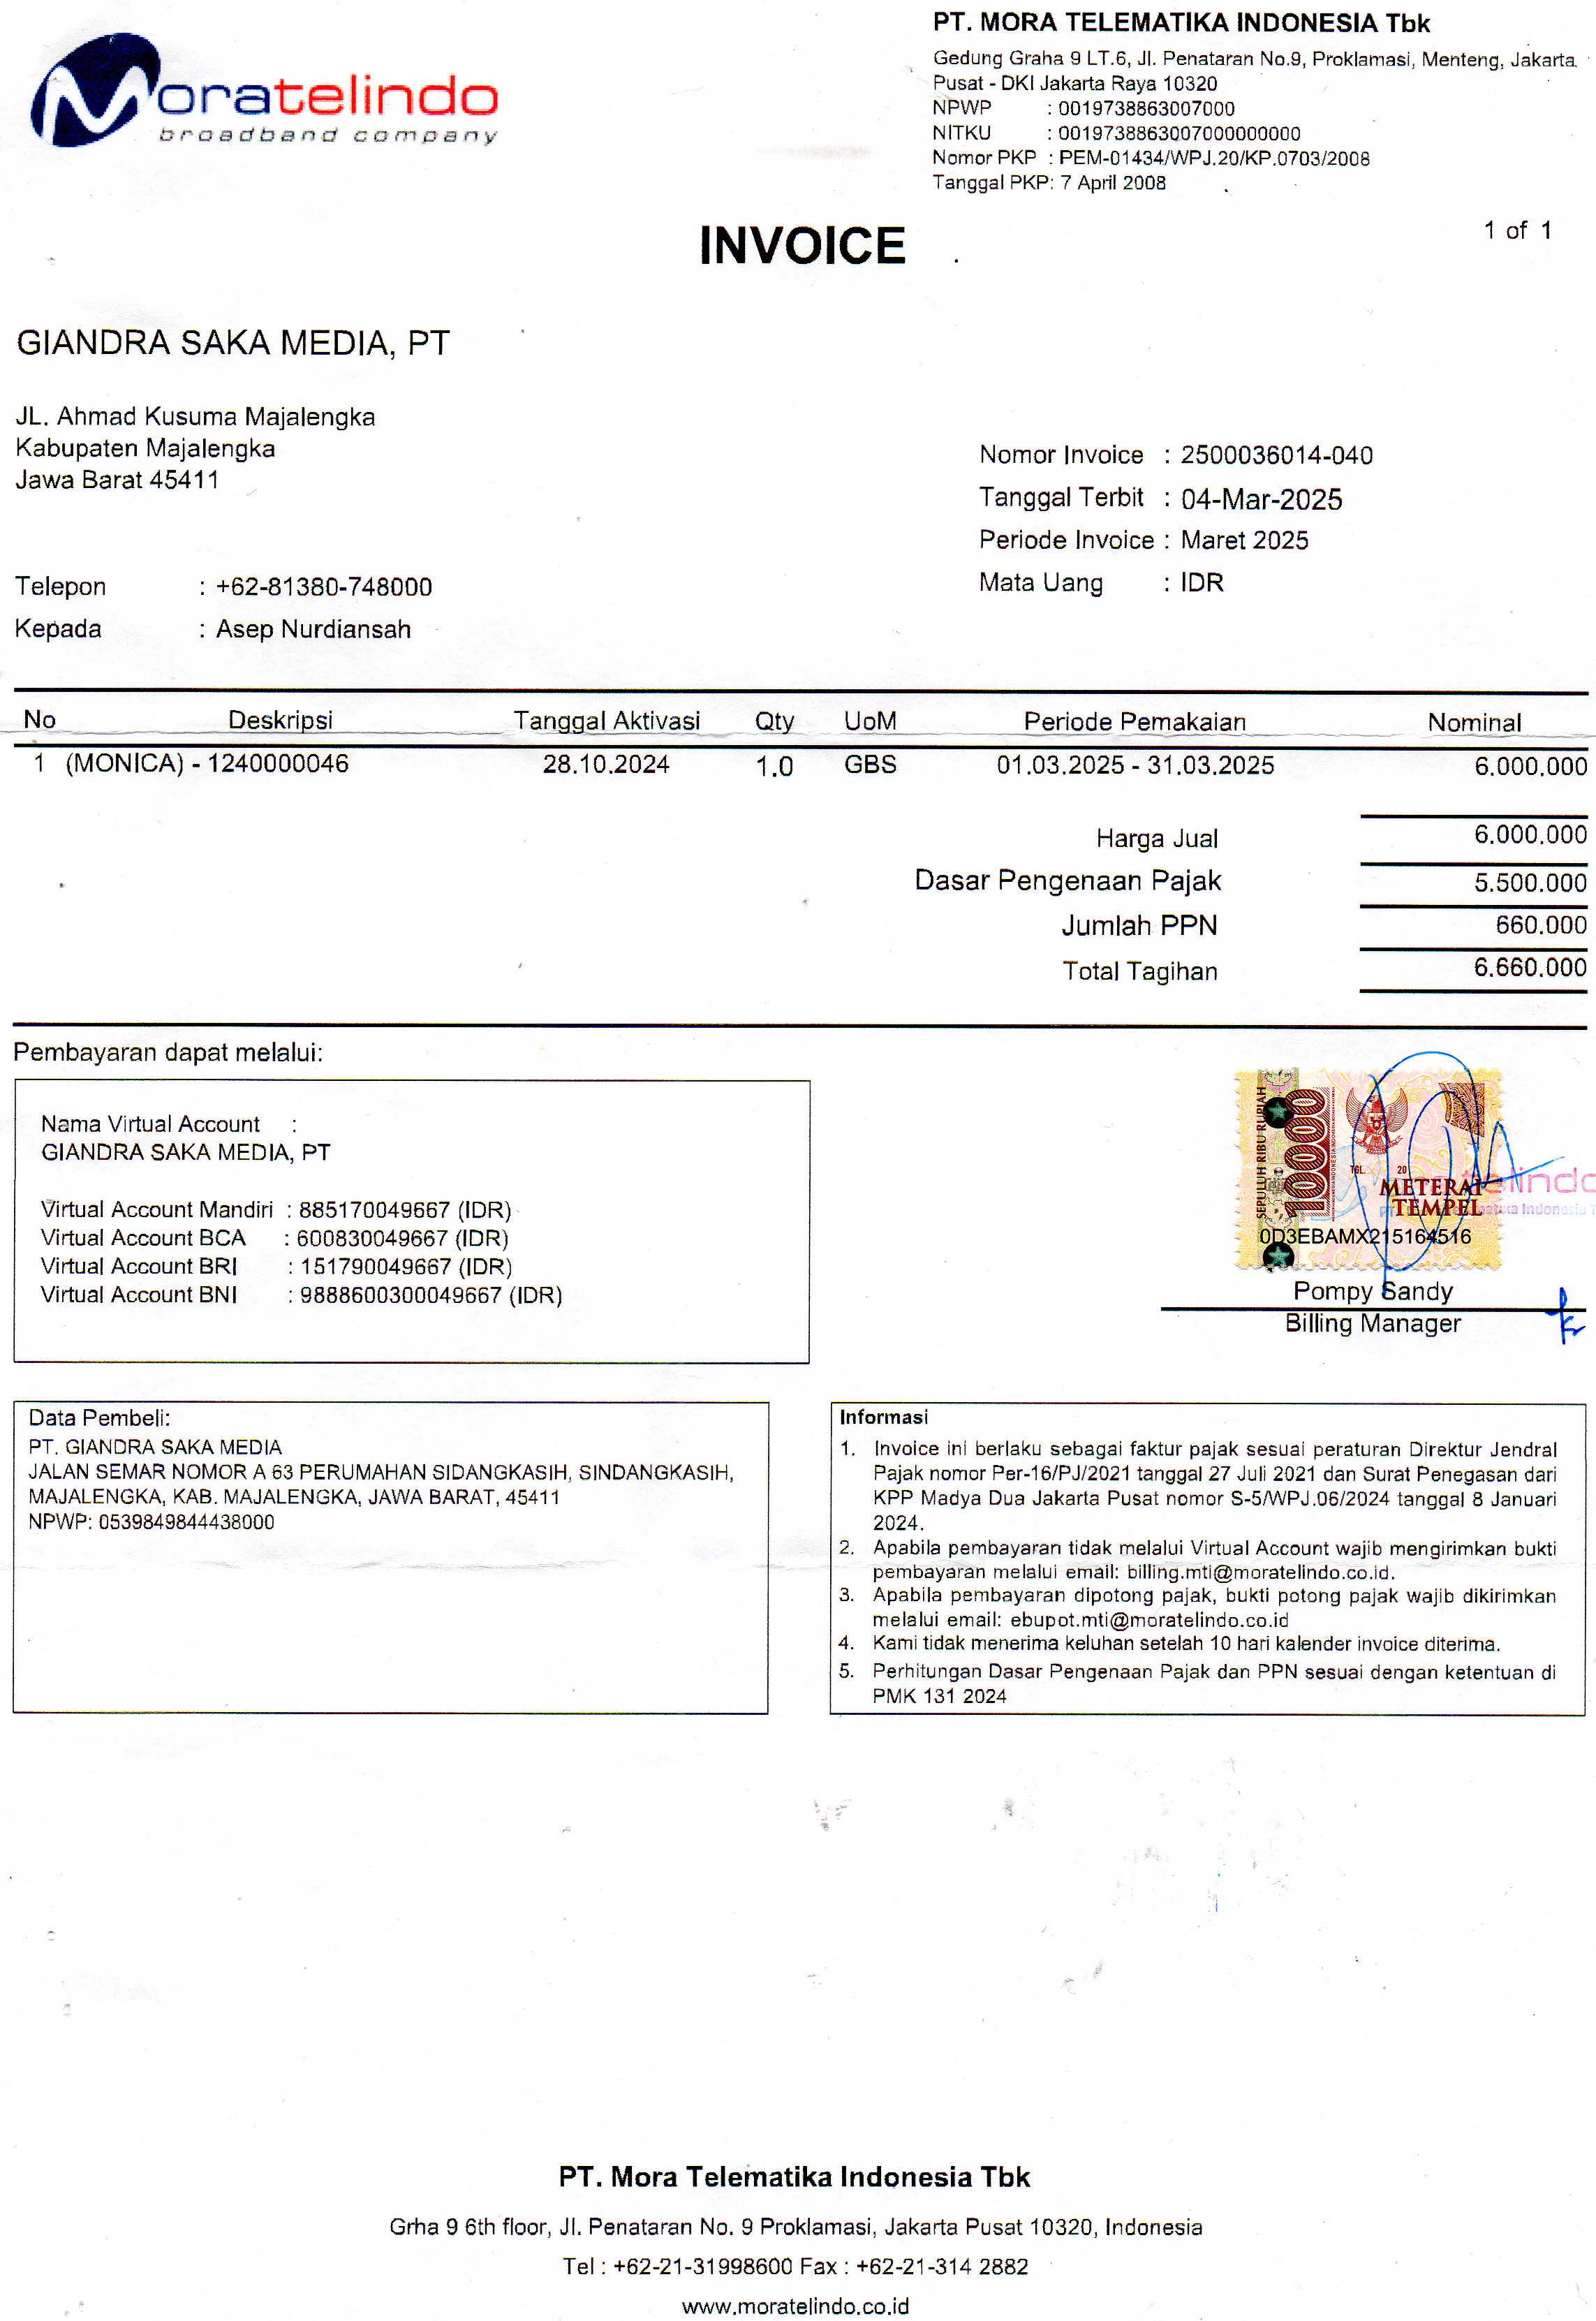 Moratelindo
broadband company
PT. MORA TELEMATIKA INDONESIA Tbk
Gedung Graha 9 LT.6, Jl. Penataran No.9, Proklamasi, Menteng, Jakarta
Pusat - DKI Jakarta Raya 10320
NPWP : 0019738863007000
NITKU : 0019738863007000000000
Nomor PKP : PEM-01434/WPJ.20/KP.0703/2008
Tanggal PKP: 7 April 2008
INVOICE
1 of 1
GIANDRA SAKA MEDIA, PT
JL. Ahmad Kusuma Majalengka
Kabupaten Majalengka
Jawa Barat 45411
Nomor Invoice : 2500036014-040
Tanggal Terbit : 04-Mar-2025
Periode Invoice : Maret 2025
Mata Uang : IDR
Telepon : +62-81380-748000
Kepada : Asep Nurdiansah
No Deskripsi Tanggal Aktivasi Qty UoM Periode Pemakaian Nominal
1 (MONICA) - 1240000046 28.10.2024 1.0 GBS 01.03.2025 - 31.03.2025 6.000.000
Harga Jual 6.000.000
Dasar Pengenaan Pajak 5.500.000
Jumlah PPN 660.000
Total Tagihan 6.660.000
Pembayaran dapat melalui:
Nama Virtual Account :
GIANDRA SAKA MEDIA, PT
Virtual Account Mandiri : 885170049667 (IDR)
Virtual Account BCA : 600830049667 (IDR)
Virtual Account BRI : 151790049667 (IDR)
Virtual Account BNI : 9888600300049667 (IDR)
SEPULUH RIBU RUPIAH
10000
TGL. 20
METERAI
TEMPEL
0D3EBAMX215164516
Pompy Sandy
Billing Manager
Data Pembeli:
PT. GIANDRA SAKA MEDIA
JALAN SEMAR NOMOR A 63 PERUMAHAN SIDANGKASIH, SINDANGKASIH,
MAJALENGKA, KAB. MAJALENGKA, JAWA BARAT, 45411
NPWP: 0539849844438000
Informasi
1. Invoice ini berlaku sebagai faktur pajak sesuai peraturan Direktur Jendral
Pajak nomor Per-16/PJ/2021 tanggal 27 Juli 2021 dan Surat Penegasan dari
KPP Madya Dua Jakarta Pusat nomor S-5/WPJ.06/2024 tanggal 8 Januari
2024.
2. Apabila pembayaran tidak melalui Virtual Account wajib mengirimkan bukti
pembayaran melalui email: billing.mti@moratelindo.co.id.
3. Apabila pembayaran dipotong pajak, bukti potong pajak wajib dikirimkan
melalui email: ebupot.mti@moratelindo.co.id
4. Kami tidak menerima keluhan setelah 10 hari kalender invoice diterima.
5. Perhitungan Dasar Pengenaan Pajak dan PPN sesuai dengan ketentuan di
PMK 131 2024
PT. Mora Telematika Indonesia Tbk
Grha 9 6th floor, Jl. Penataran No. 9 Proklamasi, Jakarta Pusat 10320, Indonesia
Tel : +62-21-31998600 Fax : +62-21-314 2882
www.moratelindo.co.id